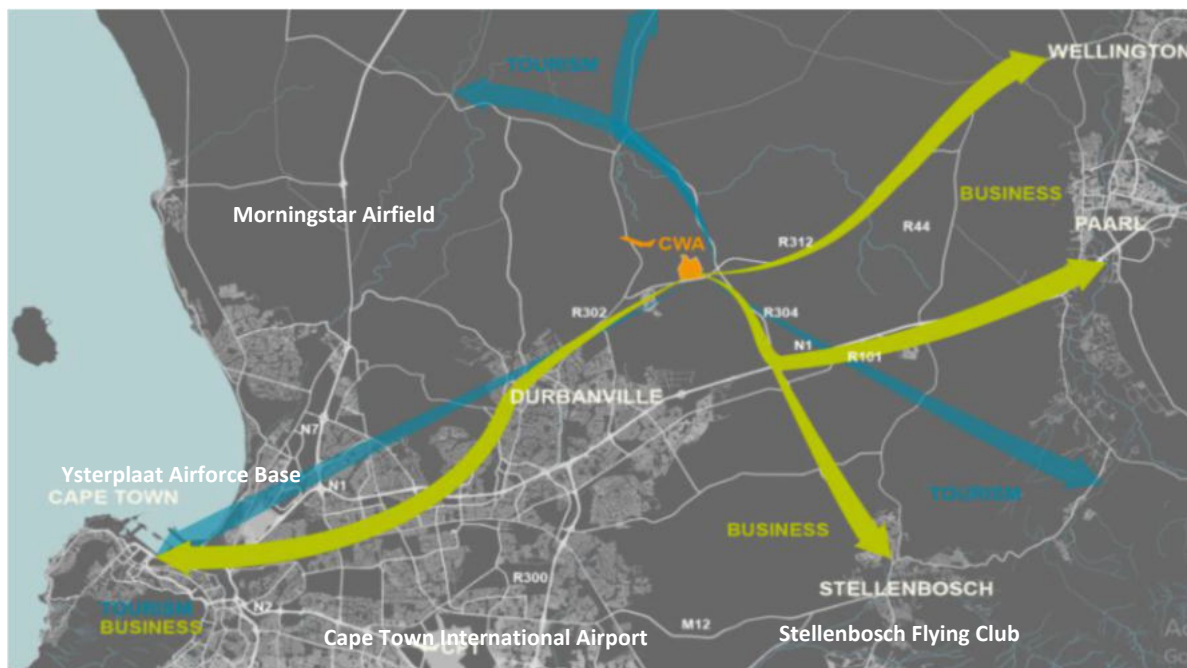 TOURISM
WELLINGTON
BUSINESS
Morningstar Airfield
R44
PAARL
R312
CWA
R302
R304
N1
R101
DURBANVILLE
N7
Ysterplaat Airforce Base
N1
CAPE TOWN
TOURISM
BUSINESS
R300
STELLENBOSCH
TOURISM
BUSINESS
N2
M12
Cape Town International Airport
Stellenbosch Flying Club
CPT